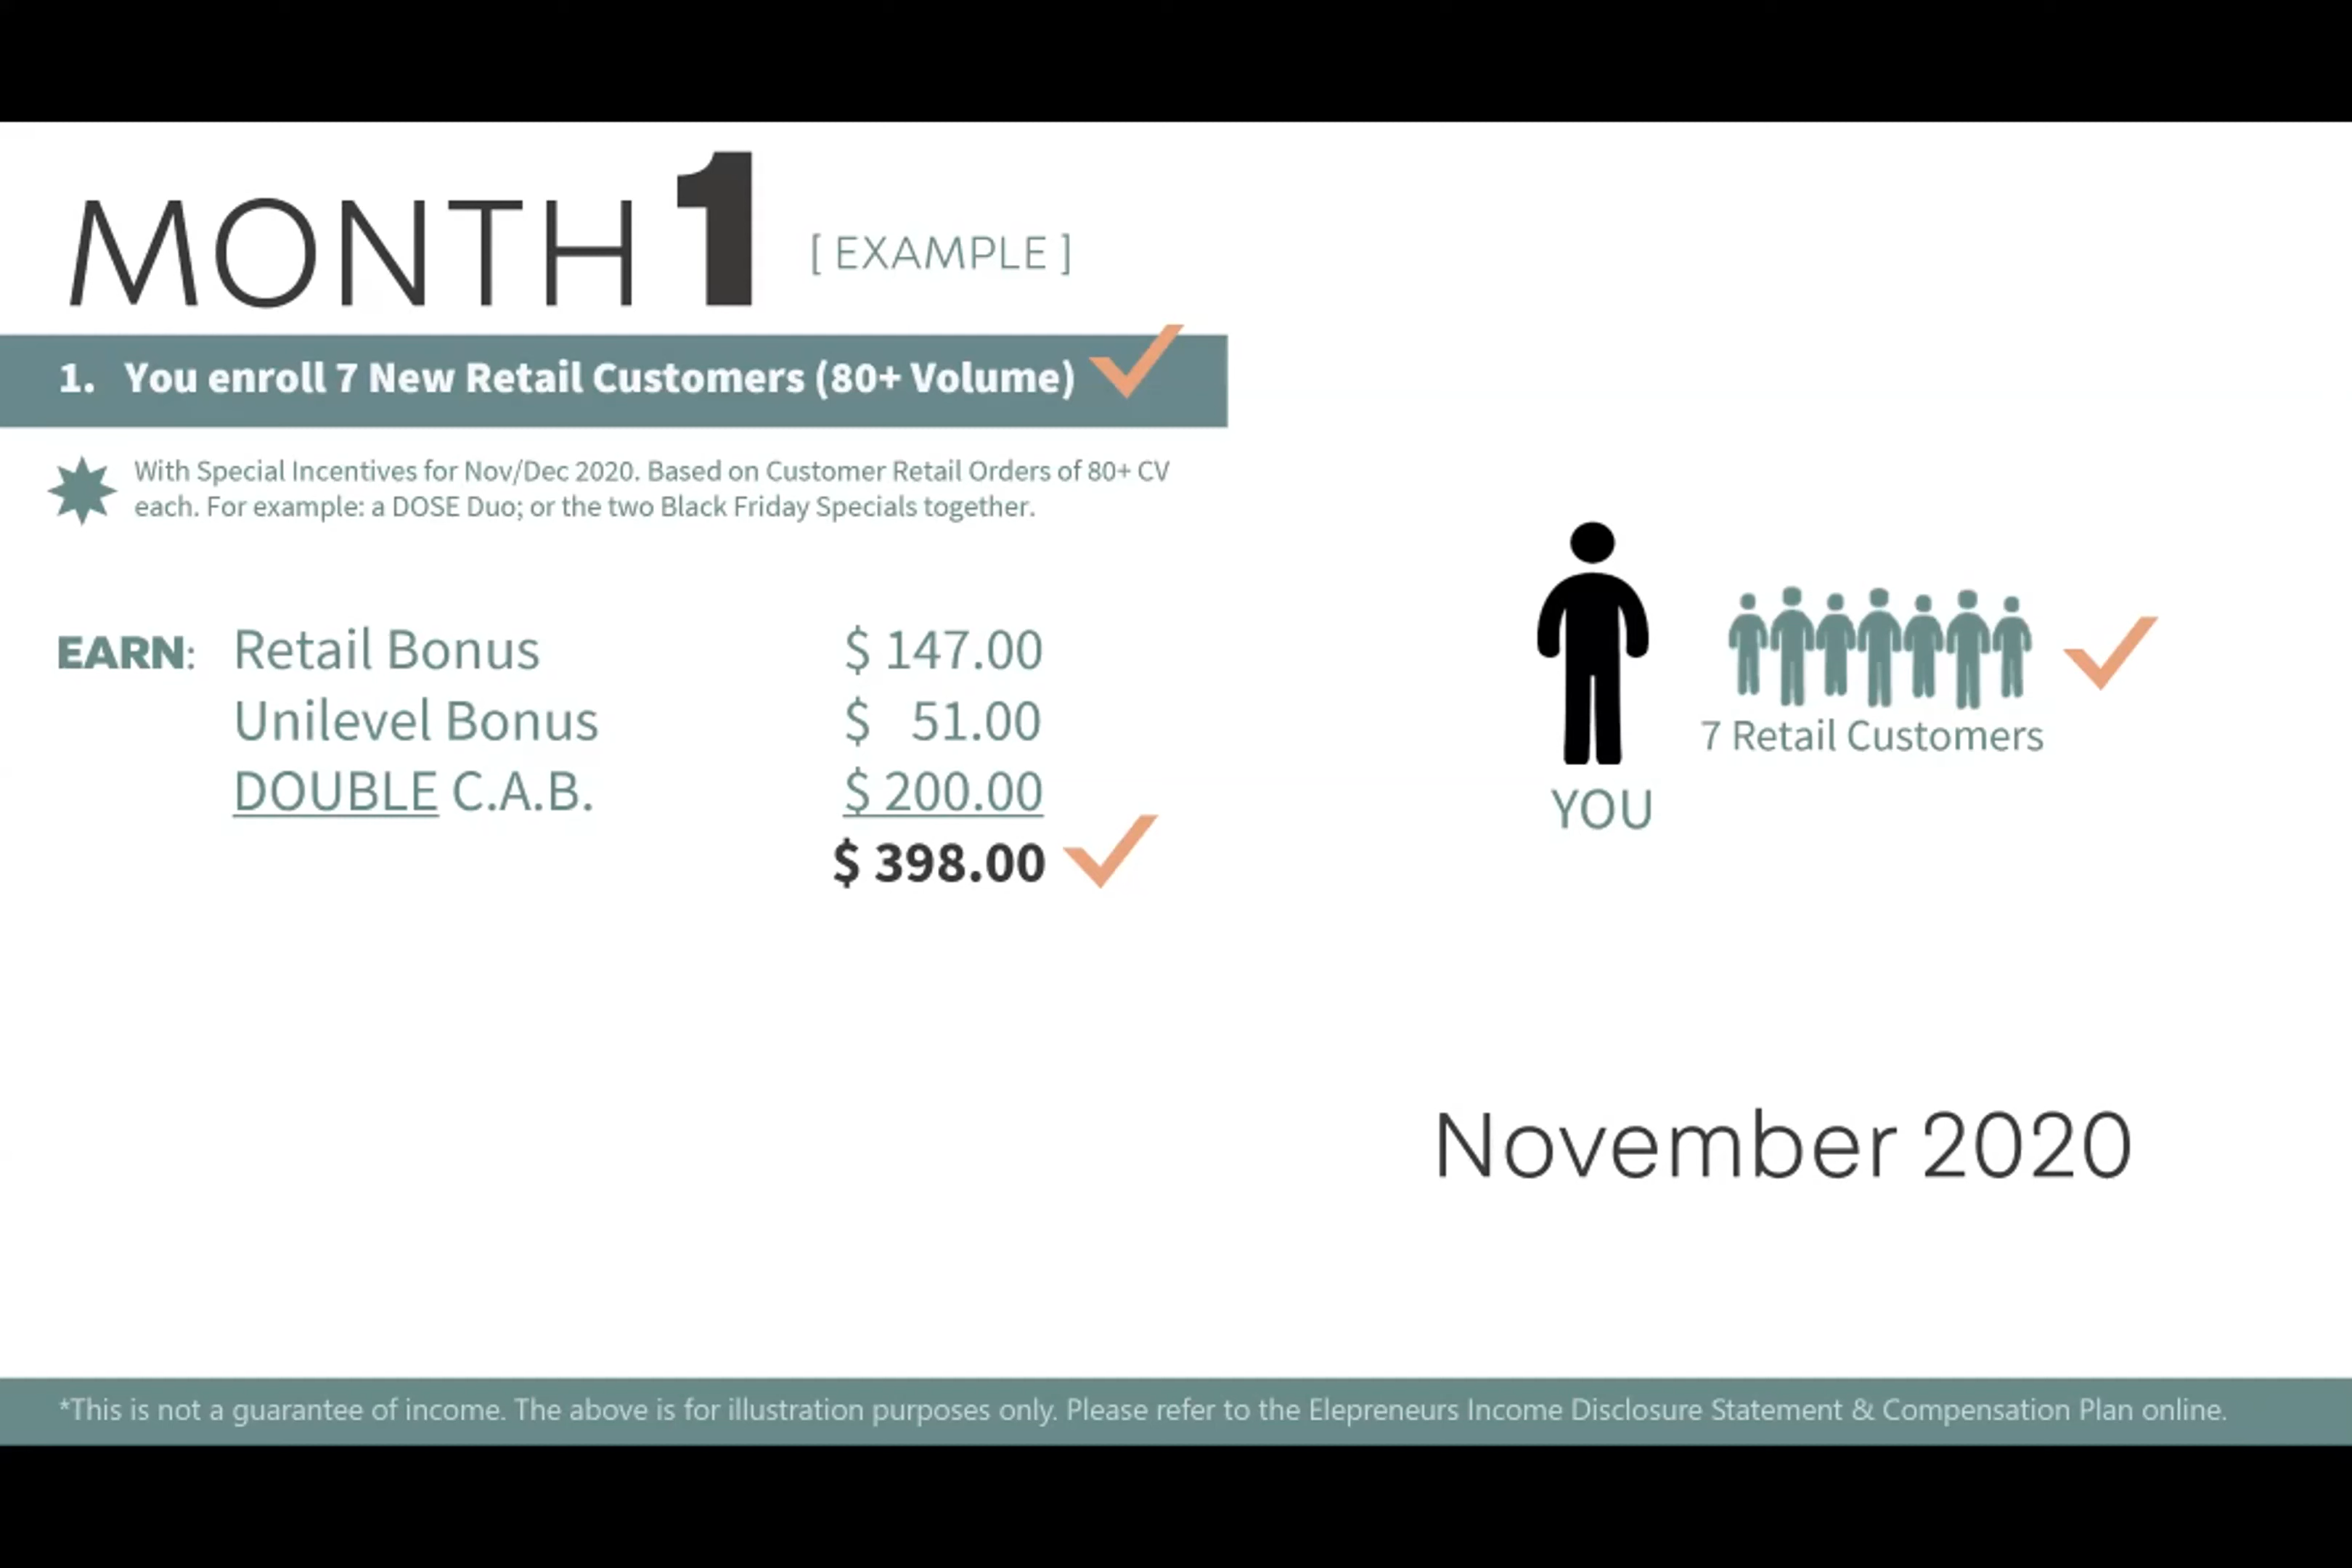 MONTH 1 [ EXAMPLE ]
1. You enroll 7 New Retail Customers (80+ Volume)
With Special Incentives for Nov/Dec 2020. Based on Customer Retail Orders of 80+ CV
each. For example: a DOSE Duo; or the two Black Friday Specials together.
EARN: Retail Bonus $ 147.00
Unilevel Bonus $ 51.00
DOUBLE C.A.B. $ 200.00
$ 398.00
7 Retail Customers
YOU
November 2020
*This is not a guarantee of income. The above is for illustration purposes only. Please refer to the Elepreneurs Income Disclosure Statement & Compensation Plan online.